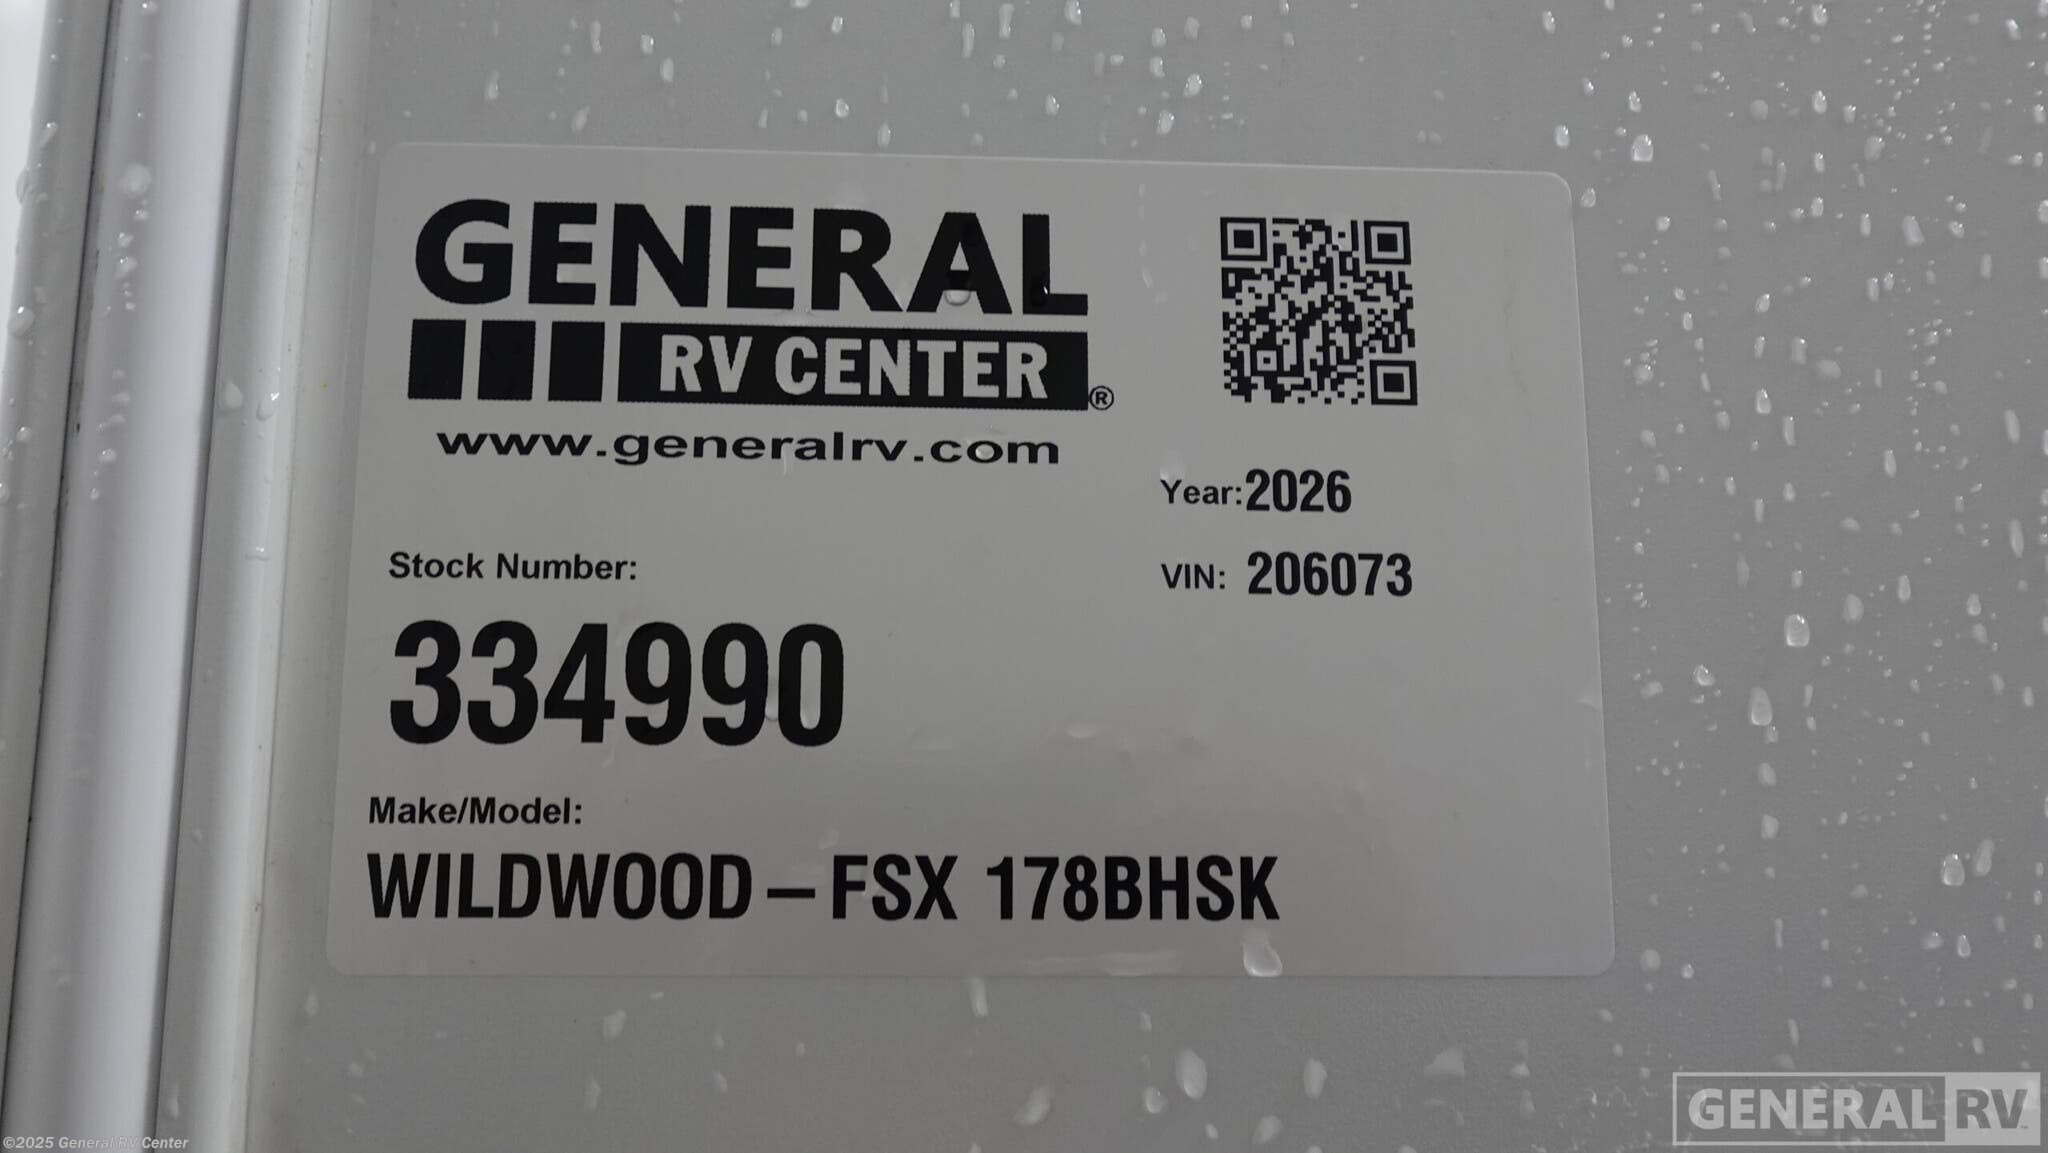 GENERAL
RV CENTER®
www.generalrv.com
Year: 2026
VIN: 206073
Stock Number:
334990
Make/Model:
WILDWOOD – FSX 178BHSK
GENERAL RV
©2025 General RV Center